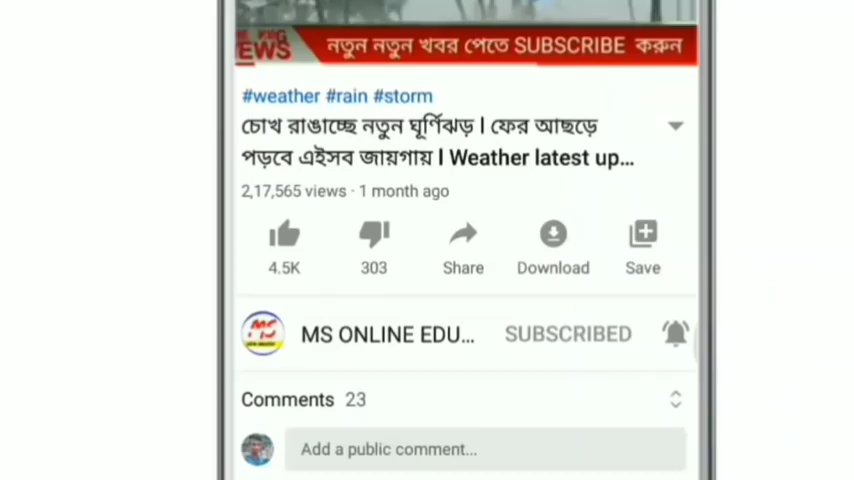 NEWS
নতুন নতুন খবর পেতে SUBSCRIBE করুন
#weather #rain #storm
চোখ রাঙাচ্ছে নতুন ঘূর্ণিঝড় l ফের আছড়ে
পড়বে এইসব জায়গায় l Weather latest up...
2,17,565 views · 1 month ago
4.5K 303 Share Download Save
MS ONLINE EDU... SUBSCRIBED
Comments 23
Add a public comment...